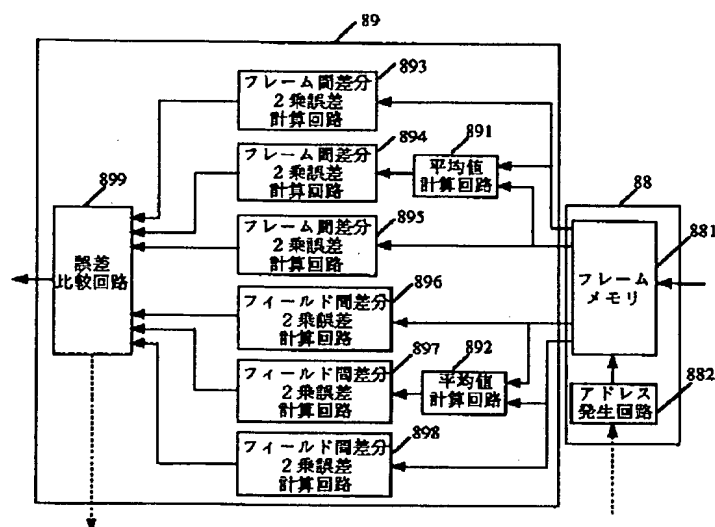 89
893
フレーム間差分
2乗誤差
計算回路
894
フレーム間差分
2乗誤差
計算回路
891
平均値
計算回路
899
誤差
比較回路
895
フレーム間差分
2乗誤差
計算回路
88
881
フレーム
メモリ
896
フィールド間差分
2乗誤差
計算回路
897
フィールド間差分
2乗誤差
計算回路
892
平均値
計算回路
882
アドレス
発生回路
898
フィールド間差分
2乗誤差
計算回路